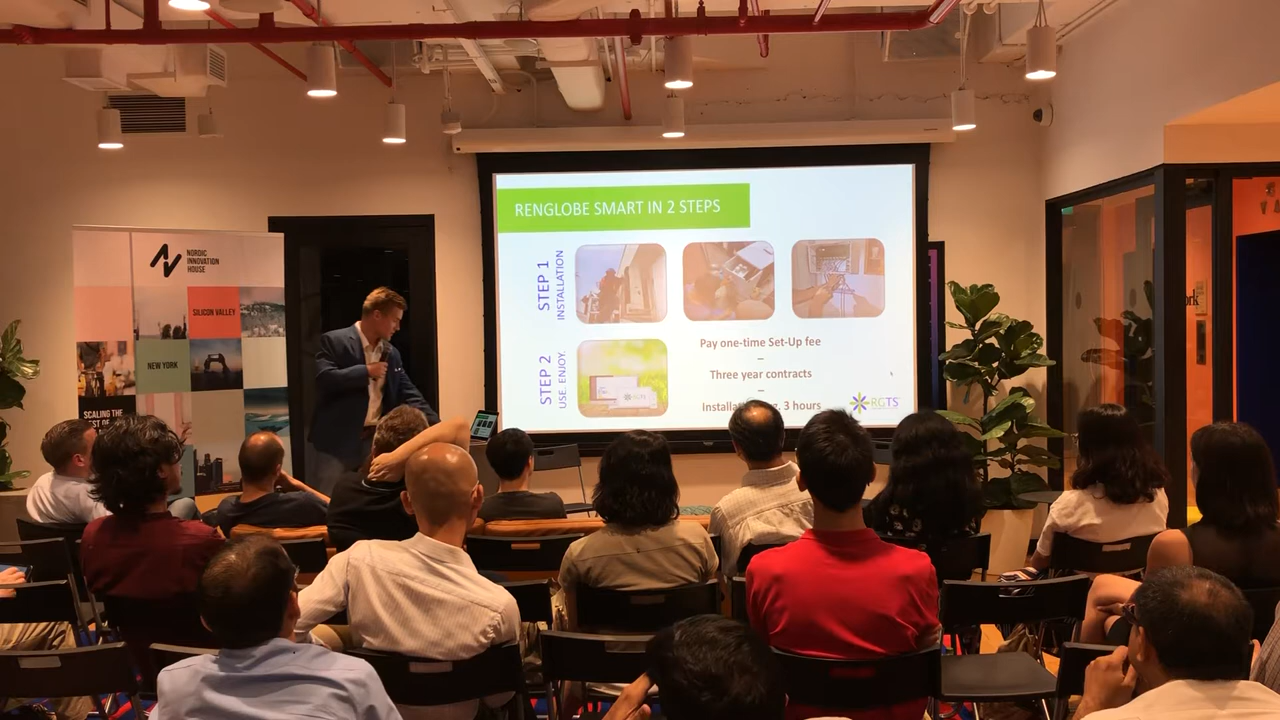 NORDIC
INNOVATION
HOUSE
SILICON VALLEY
NEW YORK
SCALING THE
RENGLOBE SMART IN 2 STEPS
STEP 1
INSTALLATION
STEP 2
USE. ENJOY.
Pay one-time Set-Up fee
–
Three year contracts
–
3 hours
RGTS
RGTS